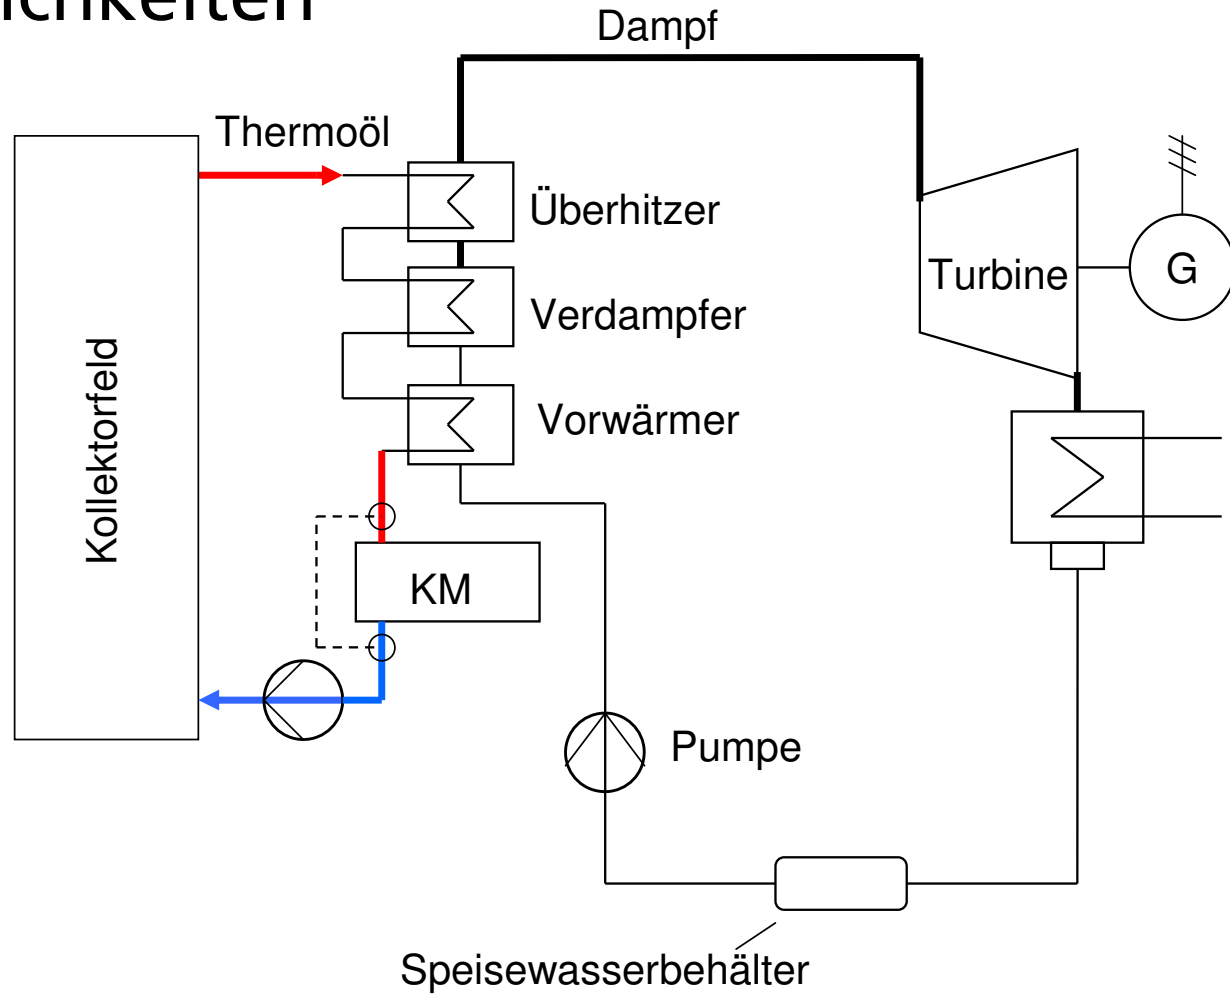 Dampf
Thermoöl
Überhitzer
Turbine
G
Verdampfer
Kollektorfeld
Vorwärmer
KM
Pumpe
Speisewasserbehälter